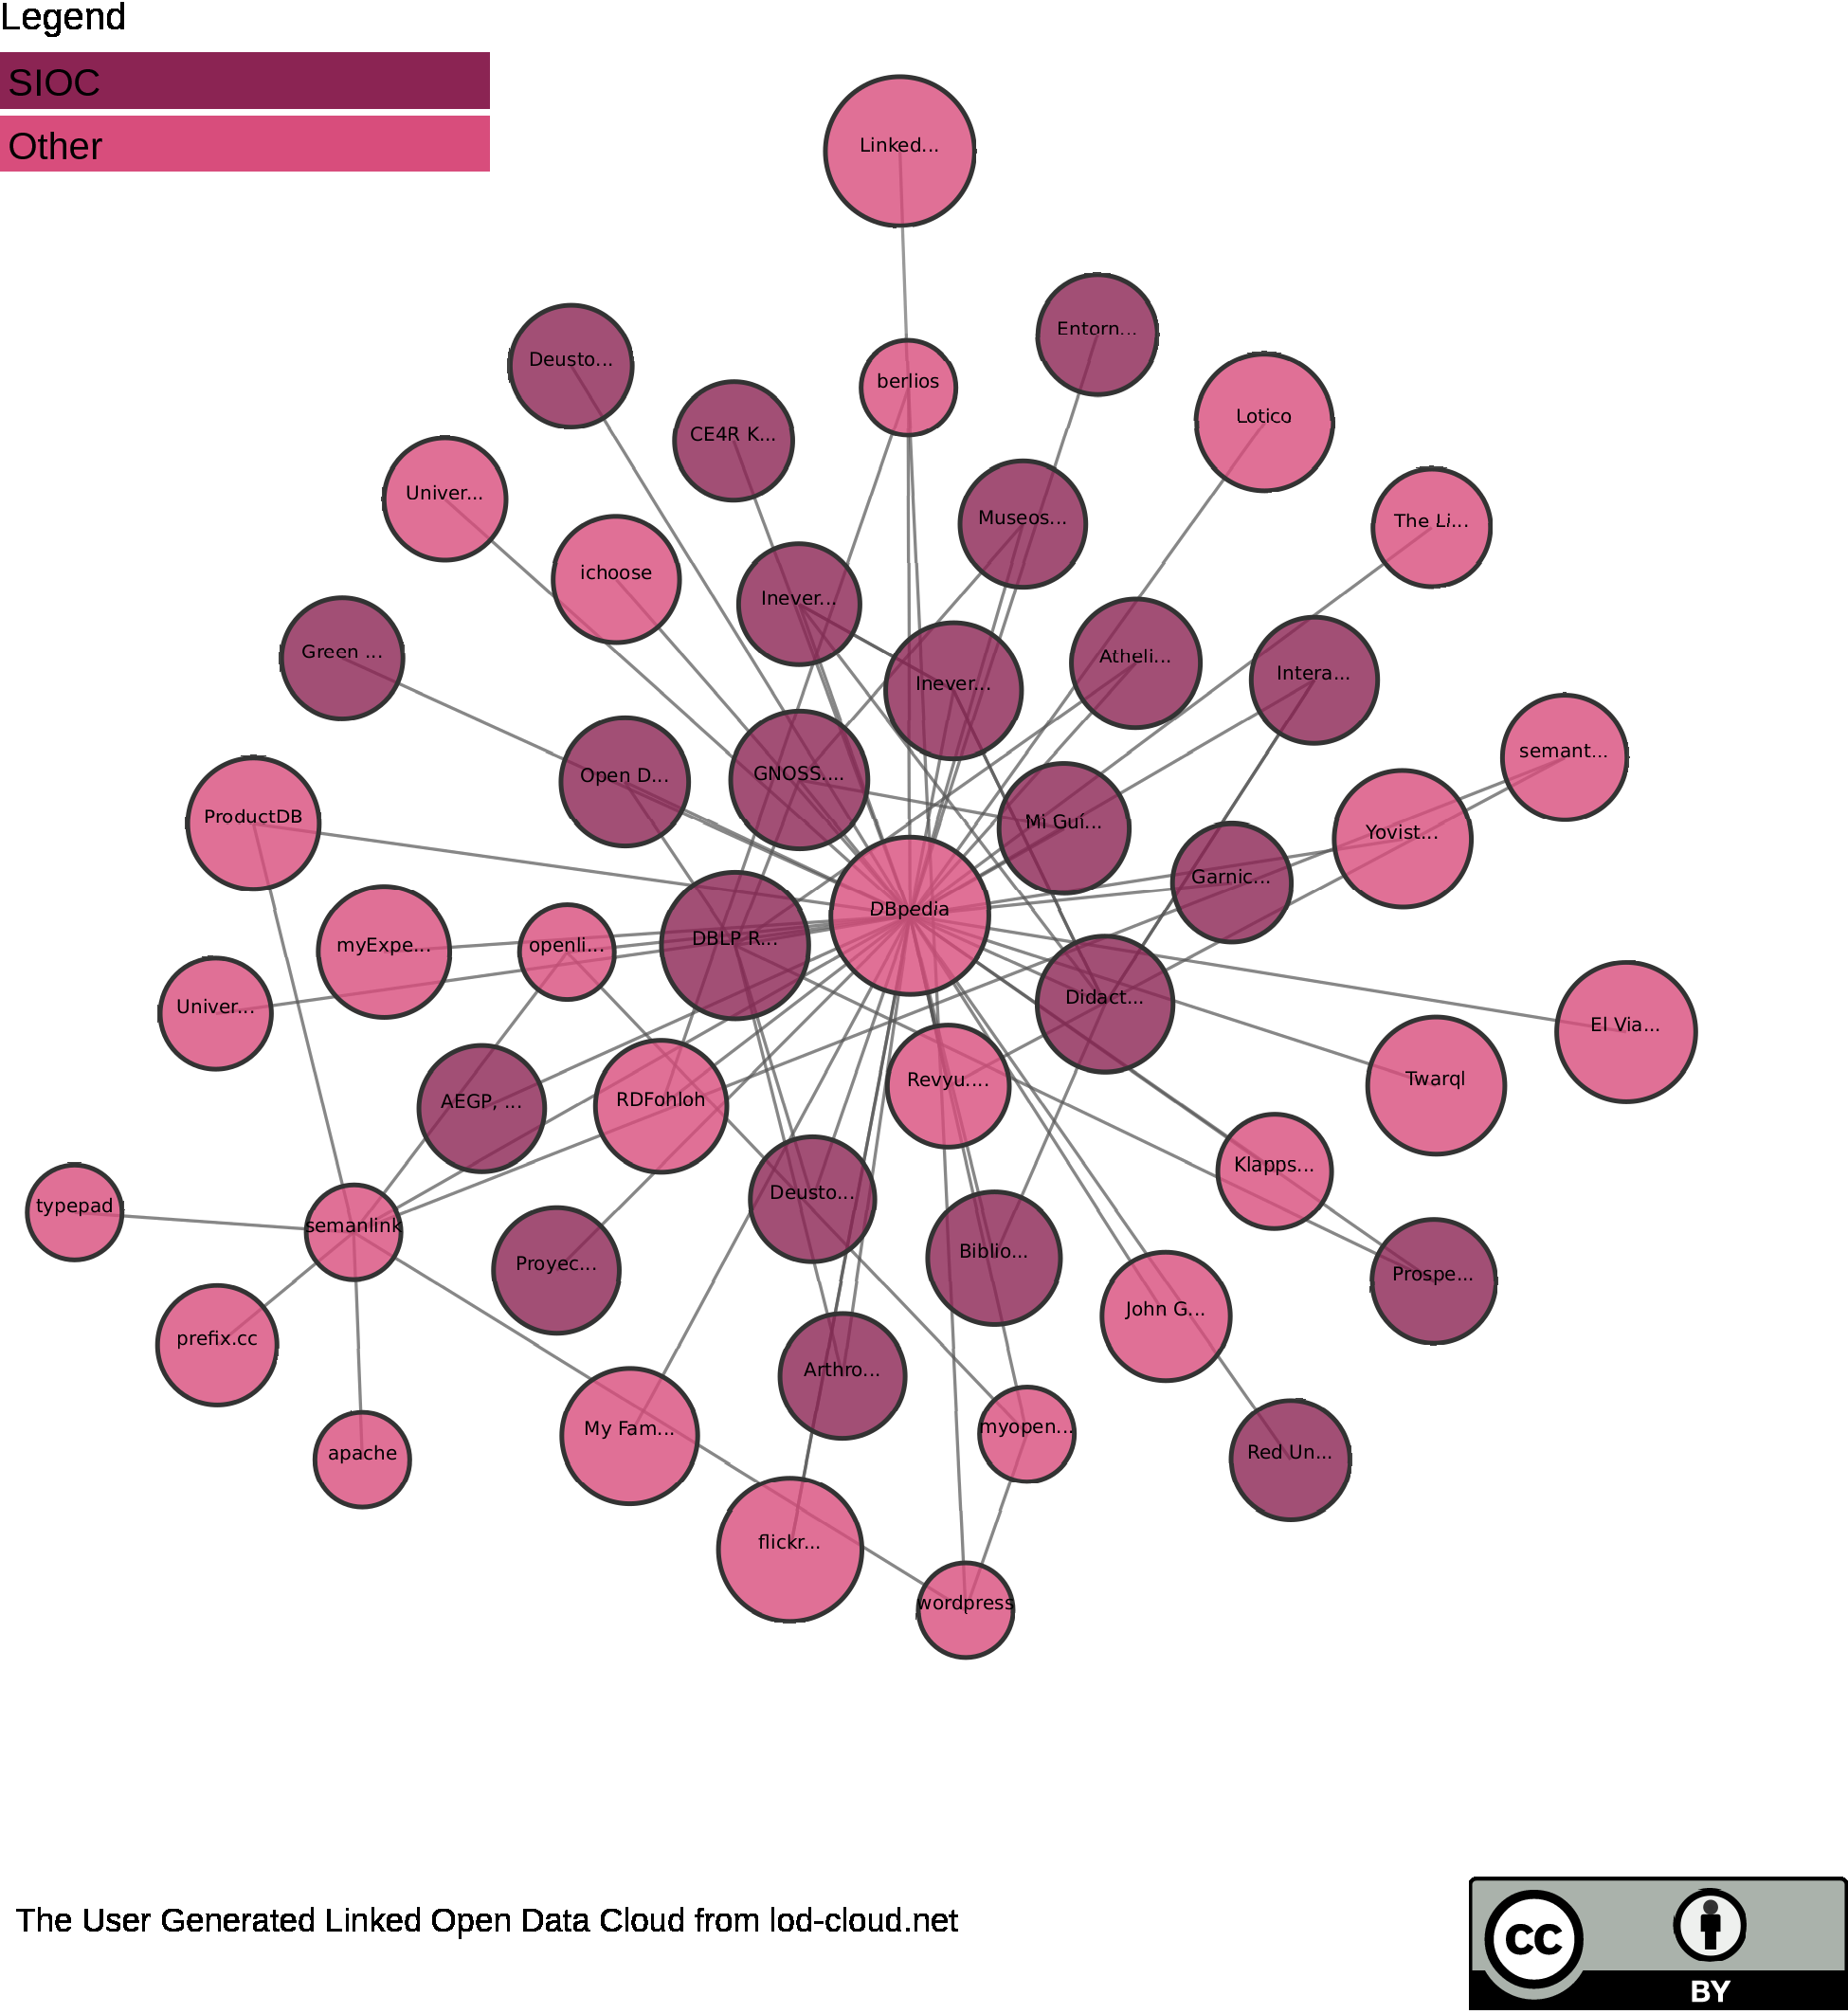 Legend
SIOC
Other
Linked...
Entorn...
Deusto...
berlios
Lotico
CE4R K...
Univer...
Museos...
The Li...
ichoose
Inever...
Green ...
Atheli...
Intera...
Inever...
semant...
Open D...
GNOSS....
ProductDB
Mi Guí...
Yovist...
Garnic...
DBpedia
myExpe...
openli...
DBLP R...
Univer...
Didact...
El Via...
AEGP, ...
RDFohloh
Revyu....
Twarql
typepad
semanlink
Deusto...
Klapps...
Proyec...
Biblio...
Prospe...
prefix.cc
John G...
Arthro...
My Fam...
myopen...
apache
Red Un...
flickr...
wordpress
The User Generated Linked Open Data Cloud from lod-cloud.net
CC
BY